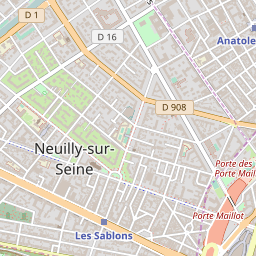 D 1
D 16
Anatole
D 908
Neuilly-sur-
Seine
Porte des
Porte Maillot
Porte Maillot
Les Sablons